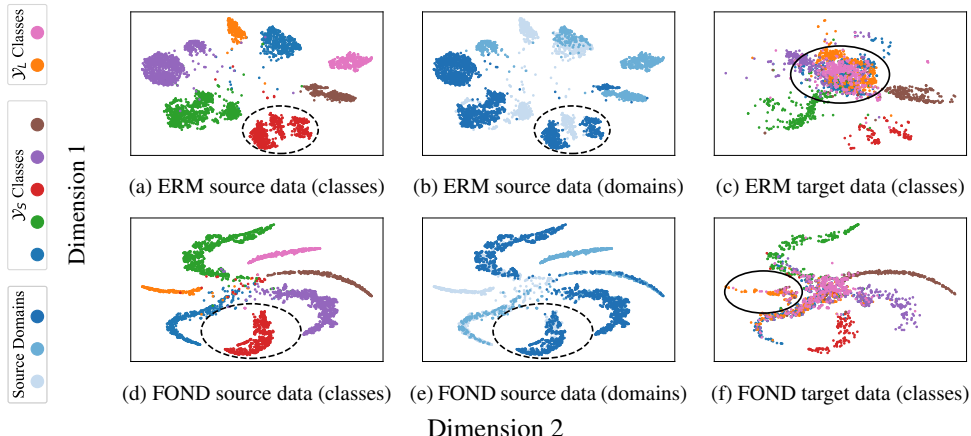 𝒴_L Classes
𝒴_S Classes
Source Domains
Dimension 1
(a) ERM source data (classes)
(b) ERM source data (domains)
(c) ERM target data (classes)
(d) FOND source data (classes)
(e) FOND source data (domains)
(f) FOND target data (classes)
Dimension 2